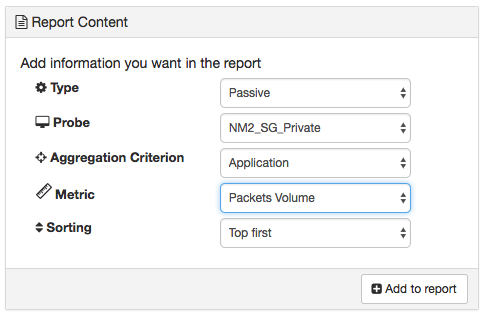 Report Content
Add information you want in the report
Type Passive
Probe NM2_SG_Private
Aggregation Criterion Application
Metric Packets Volume
Sorting Top first
Add to report